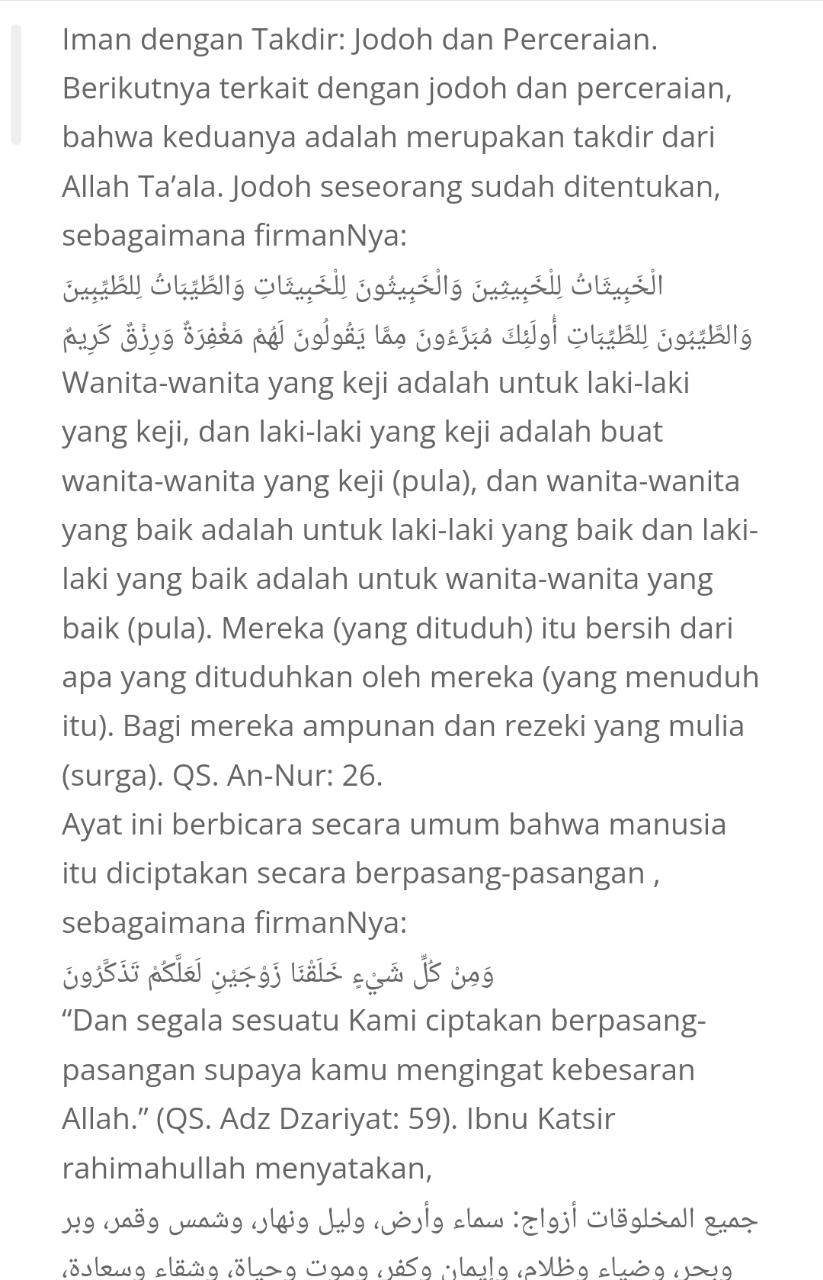 Iman dengan Takdir: Jodoh dan Perceraian.
Berikutnya terkait dengan jodoh dan perceraian,
bahwa keduanya adalah merupakan takdir dari
Allah Ta’ala. Jodoh seseorang sudah ditentukan,
sebagaimana firmanNya:
الْخَبِيثَاتُ لِلْخَبِيثِينَ وَالْخَبِيثُونَ لِلْخَبِيثَاتِ وَالطَّيِّبَاتُ لِلطَّيِّبِينَ
وَالطَّيِّبُونَ لِلطَّيِّبَاتِ أُولَئِكَ مُبَرَّءُونَ مِمَّا يَقُولُونَ لَهُمْ مَغْفِرَةٌ وَرِزْقٌ كَرِيمٌ
Wanita-wanita yang keji adalah untuk laki-laki
yang keji, dan laki-laki yang keji adalah buat
wanita-wanita yang keji (pula), dan wanita-wanita
yang baik adalah untuk laki-laki yang baik dan laki-
laki yang baik adalah untuk wanita-wanita yang
baik (pula). Mereka (yang dituduh) itu bersih dari
apa yang dituduhkan oleh mereka (yang menuduh
itu). Bagi mereka ampunan dan rezeki yang mulia
(surga). QS. An-Nur: 26.
Ayat ini berbicara secara umum bahwa manusia
itu diciptakan secara berpasang-pasangan ,
sebagaimana firmanNya:
وَمِنْ كُلِّ شَيْءٍ خَلَقْنَا زَوْجَيْنِ لَعَلَّكُمْ تَذَكَّرُونَ
“Dan segala sesuatu Kami ciptakan berpasang-
pasangan supaya kamu mengingat kebesaran
Allah.” (QS. Adz Dzariyat: 59). Ibnu Katsir
rahimahullah menyatakan,
جميع المخلوقات أزواج: سماء وأرض، وليل ونهار، وشمس وقمر، وبر
وبحر، وضياء وظلام، وإيمان وكفر، وموت وحياة، وشقاء وسعادة،